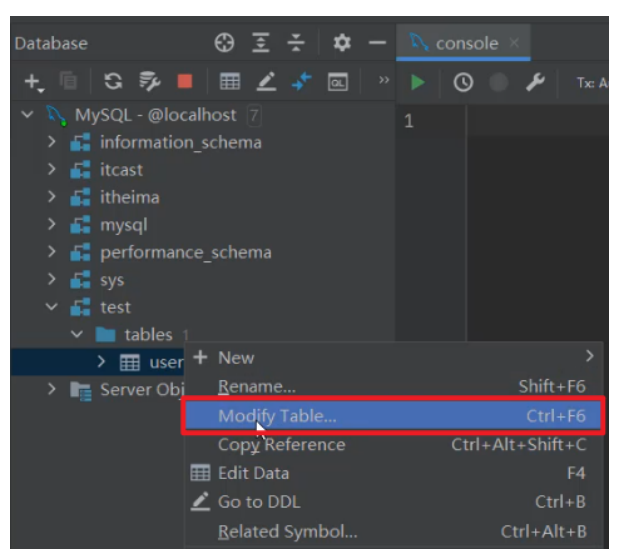 Database
console
Tx: A
MySQL - @localhost 7
1
information_schema
itcast
itheima
mysql
performance_schema
sys
test
tables 1
user
New
Server Obj
Rename... Shift+F6
Modify Table... Ctrl+F6
Copy Reference Ctrl+Alt+Shift+C
Edit Data F4
Go to DDL Ctrl+B
Related Symbol... Ctrl+Alt+B